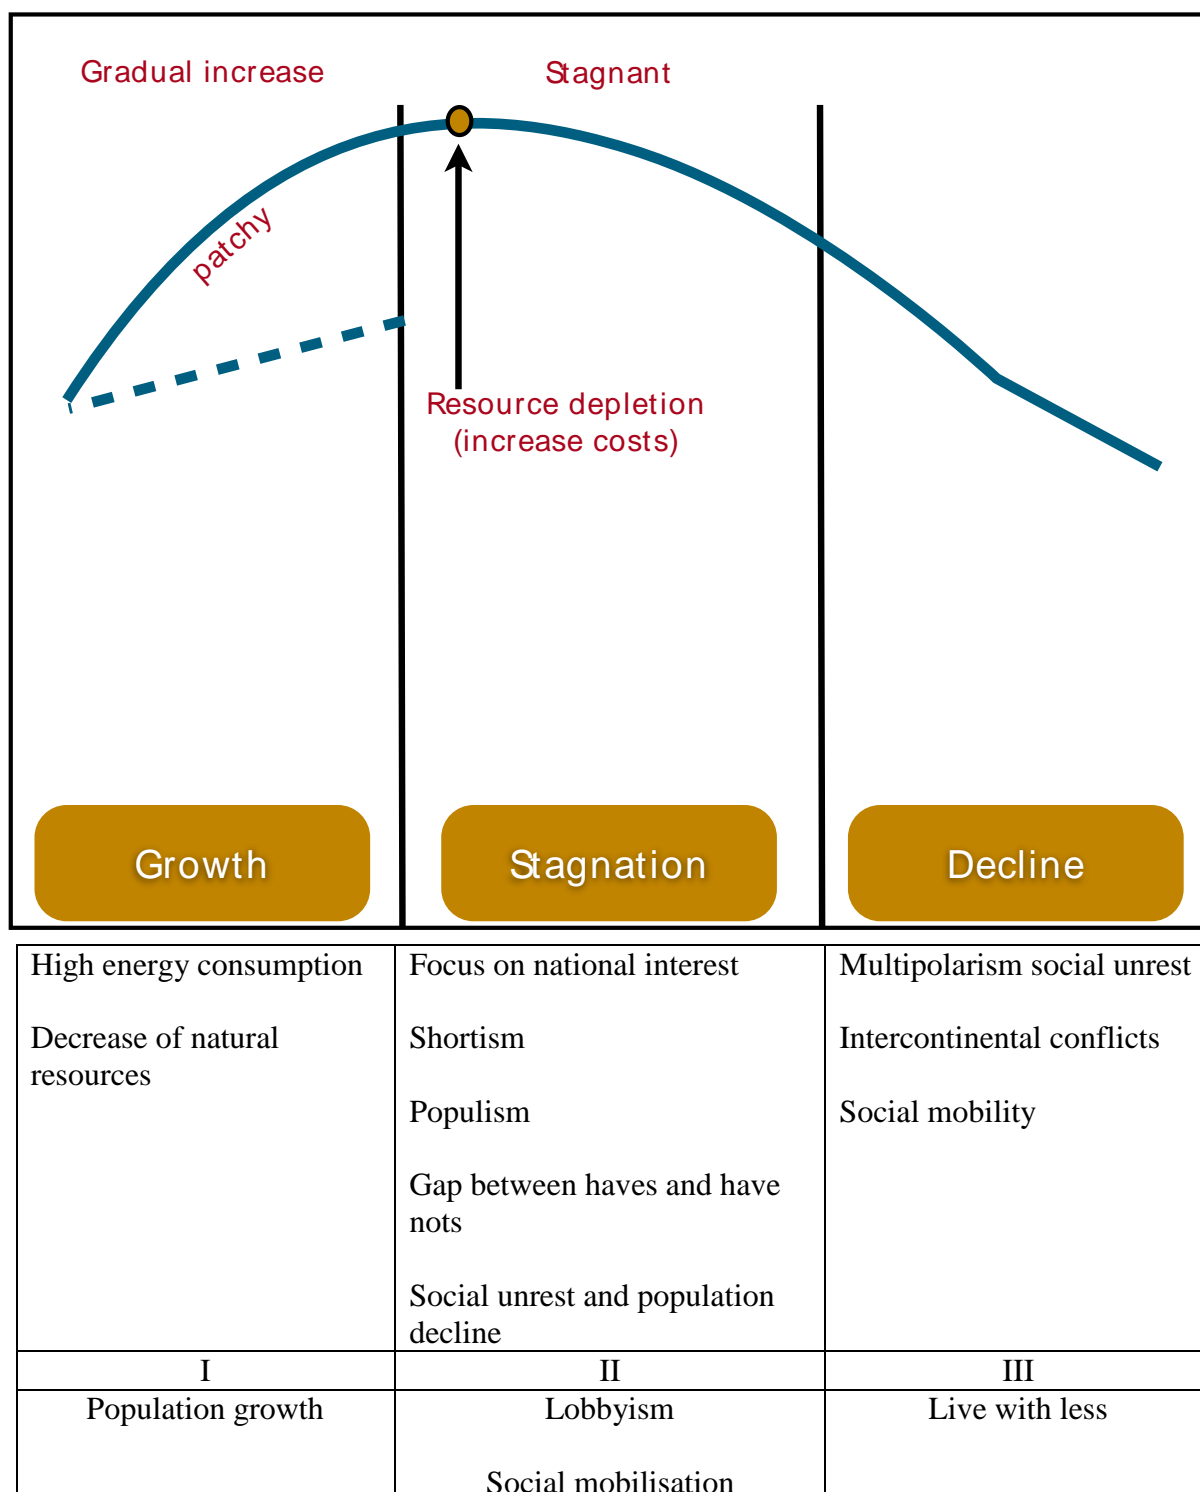 Gradual increase
Stagnant
patchy
Resource depletion
(increase costs)
Growth
Stagnation
Decline
High energy consumption
Decrease of natural
resources
Focus on national interest
Shortism
Populism
Gap between haves and have
nots
Social unrest and population
decline
Multipolarism social unrest
Intercontinental conflicts
Social mobility
I
II
III
Population growth
Lobbyism
Social mobilisation
Live with less